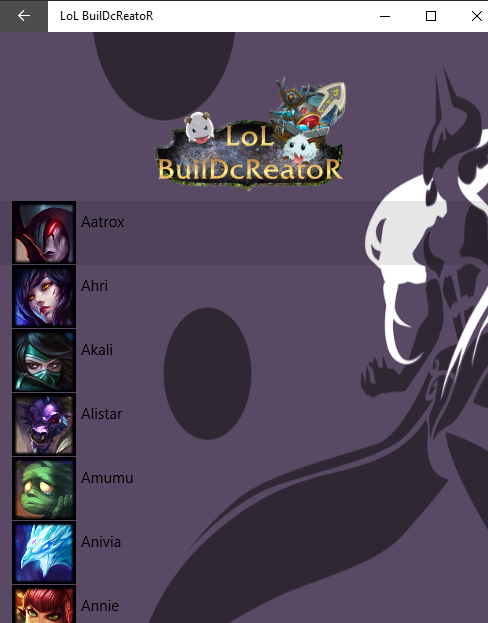 LoL BuilDcReatoR
LoL
BuilDcReatoR
Aatrox
Ahri
Akali
Alistar
Amumu
Anivia
Annie